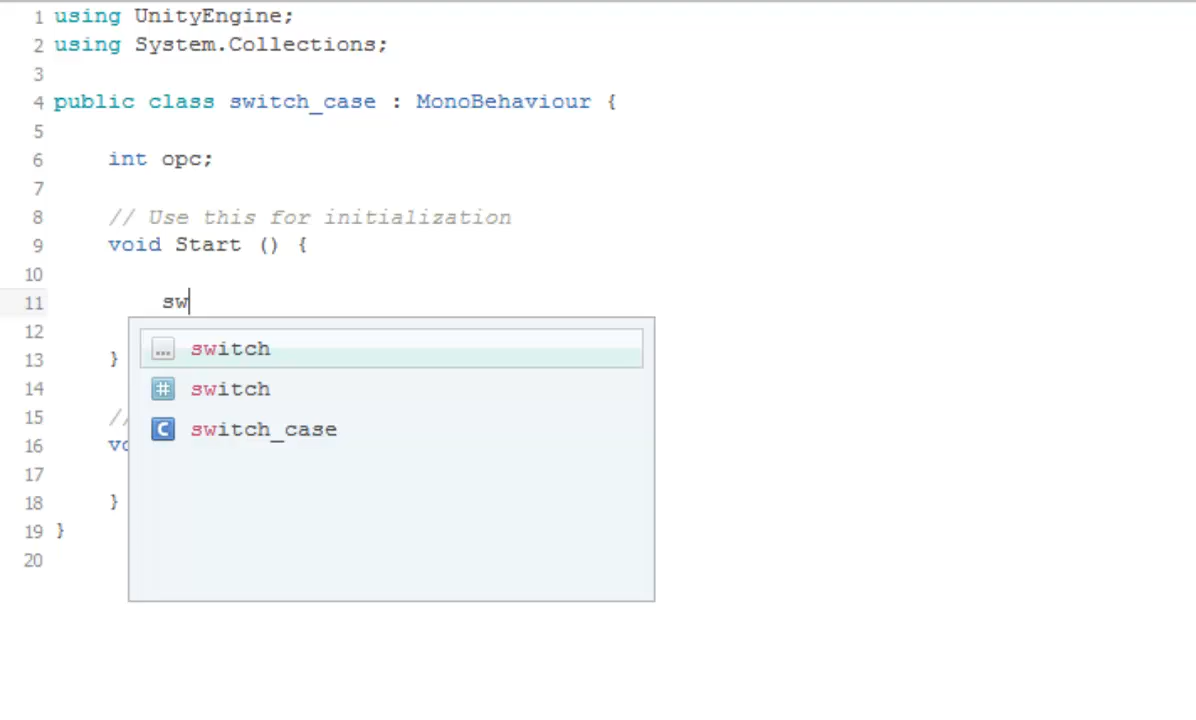 1 using UnityEngine;
2 using System.Collections;
3
4 public class switch_case : MonoBehaviour {
5
6 int opc;
7
8 // Use this for initialization
9 void Start () {
10
11 sw
12
switch
13 }
14
switch
15 //
switch_case
16 vo
17
18 }
19 }
20